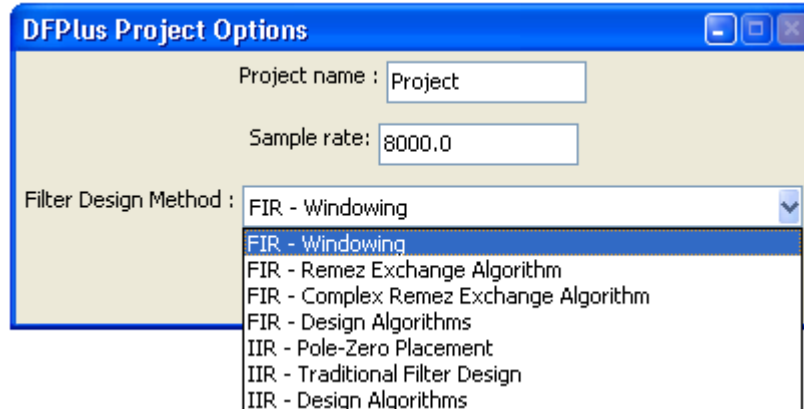 DFPlus Project Options
Project name : Project
Sample rate: 8000.0
Filter Design Method : FIR - Windowing
FIR - Windowing
FIR - Remez Exchange Algorithm
FIR - Complex Remez Exchange Algorithm
FIR - Design Algorithms
IIR - Pole-Zero Placement
IIR - Traditional Filter Design
IIR - Design Algorithms